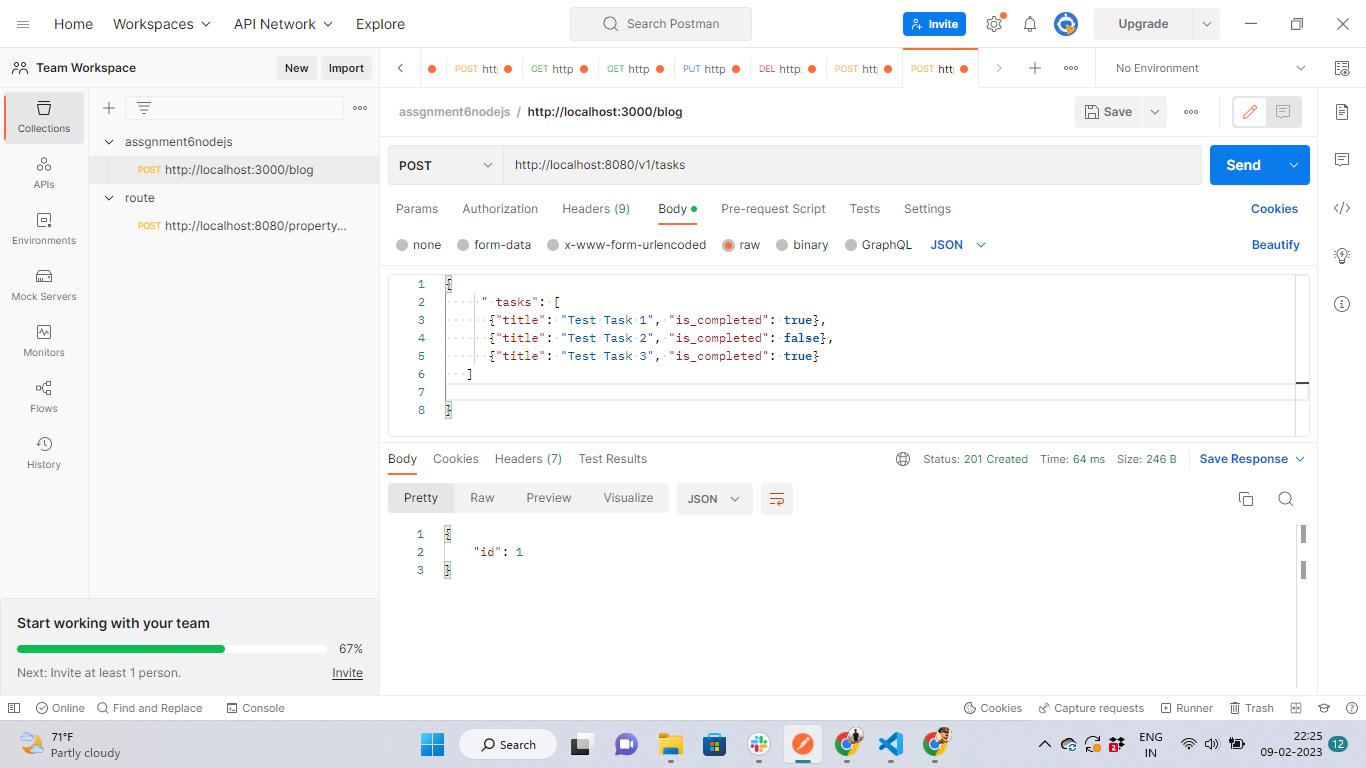 Home Workspaces API Network Explore Search Postman Invite Upgrade
Team Workspace New Import
POST htt POST htt GET http GET http PUT http DEL http: POST htt POST htt No Environment
Collections
APIs
Environments
Mock Servers
Monitors
Flows
History
assgnment6nodejs
POST http://localhost:3000/blog
route
POST http://localhost:8080/property...
assgnment6nodejs / http://localhost:3000/blog Save
POST http://localhost:8080/v1/tasks Send
Params Authorization Headers (9) Body Pre-request Script Tests Settings Cookies
none form-data x-www-form-urlencoded raw binary GraphQL JSON Beautify
1 {
2 " tasks": [
3 {"title": "Test Task 1", "is_completed": true},
4 {"title": "Test Task 2", "is_completed": false},
5 {"title": "Test Task 3", "is_completed": true}
6 ]
7
8 }
Body Cookies Headers (7) Test Results Status: 201 Created Time: 64 ms Size: 246 B Save Response
Pretty Raw Preview Visualize JSON
1 {
2 "id": 1
3 }
Start working with your team
67%
Next: Invite at least 1 person. Invite
Online Find and Replace Console Cookies Capture requests Runner Trash
71°F
Partly cloudy
Search
2
ENG
IN
22:25
09-02-2023
12